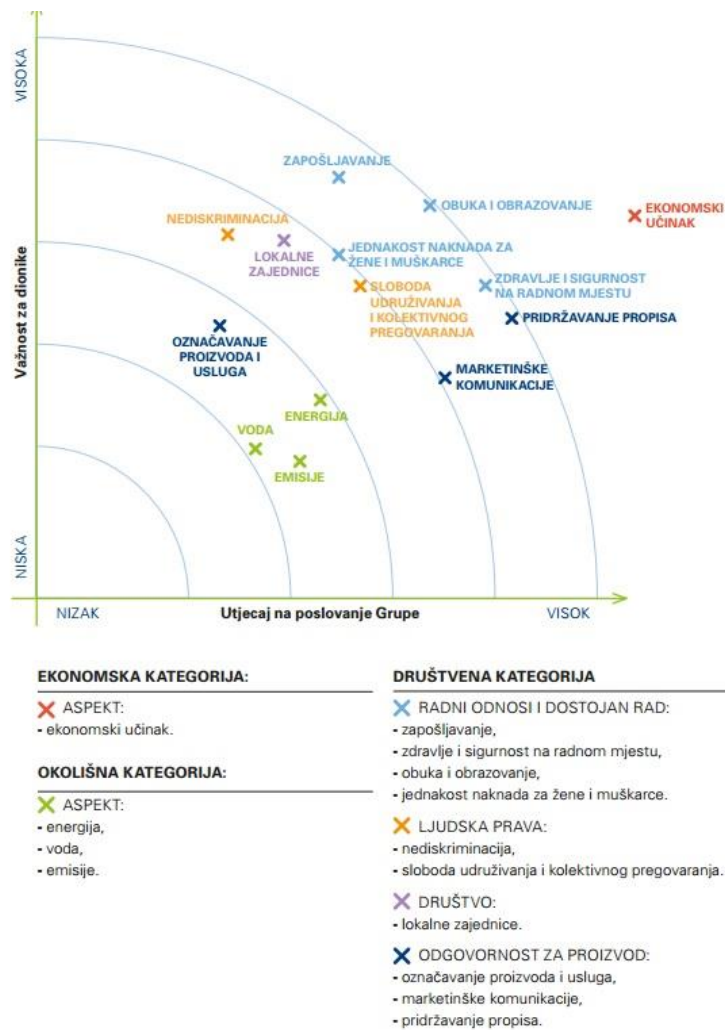 VISOKA
Važnost za dionike
NISKA
ZAPOŠLJAVANJE
OBUKA I OBRAZOVANJE
EKONOMSKI
UČINAK
NEDISKRIMINACIJA
LOKALNE
ZAJEDNICE
JEDNAKOST NAKNADA ZA
ŽENE I MUŠKARCE
SLOBODA
UDRUŽIVANJA
I KOLEKTIVNOG
PREGOVARANJA
ZDRAVLJE I SIGURNOST
NA RADNOM MJESTU
PRIDRŽAVANJE PROPISA
OZNAČAVANJE
PROIZVODA I
USLUGA
MARKETINŠKE
KOMUNIKACIJE
ENERGIJA
VODA
EMISIJE
NIZAK
Utjecaj na poslovanje Grupe
VISOK
EKONOMSKA KATEGORIJA:
ASPEKT:
- ekonomski učinak.
OKOLIŠNA KATEGORIJA:
ASPEKT:
- energija,
- voda,
- emisije.
DRUŠTVENA KATEGORIJA
RADNI ODNOSI I DOSTOJAN RAD:
- zapošljavanje,
- zdravlje i sigurnost na radnom mjestu,
- obuka i obrazovanje,
- jednakost naknada za žene i muškarce.
LJUDSKA PRAVA:
- nediskriminacija,
- sloboda udruživanja i kolektivnog pregovaranja.
DRUŠTVO:
- lokalne zajednice.
ODGOVORNOST ZA PROIZVOD:
- označavanje proizvoda i usluga,
- marketinške komunikacije,
- pridržavanje propisa.